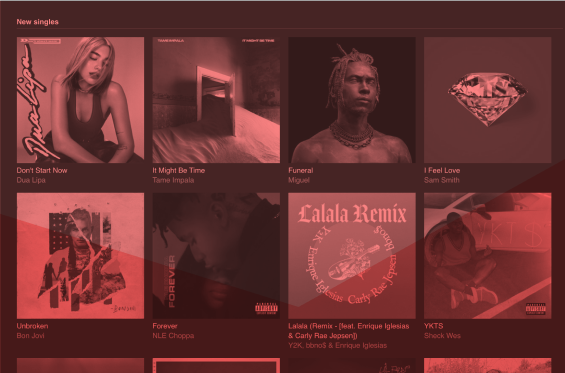 New singles
Dua Lipa
TAME IMPALA
IT MIGHT BE TIME
Don't Start Now
Dua Lipa
It Might Be Time
Tame Impala
Funeral
Miguel
I Feel Love
Sam Smith
FOREVER
Lalala Remix
Y2K, Enrique Iglesias Carly Rae Jepsen bbno$
YKTS
Unbroken
Bon Jovi
Forever
NLE Choppa
Lalala (Remix - [feat. Enrique Iglesias
& Carly Rae Jepsen])
Y2K, bbno$ & Enrique Iglesias
YKTS
Sheck Wes